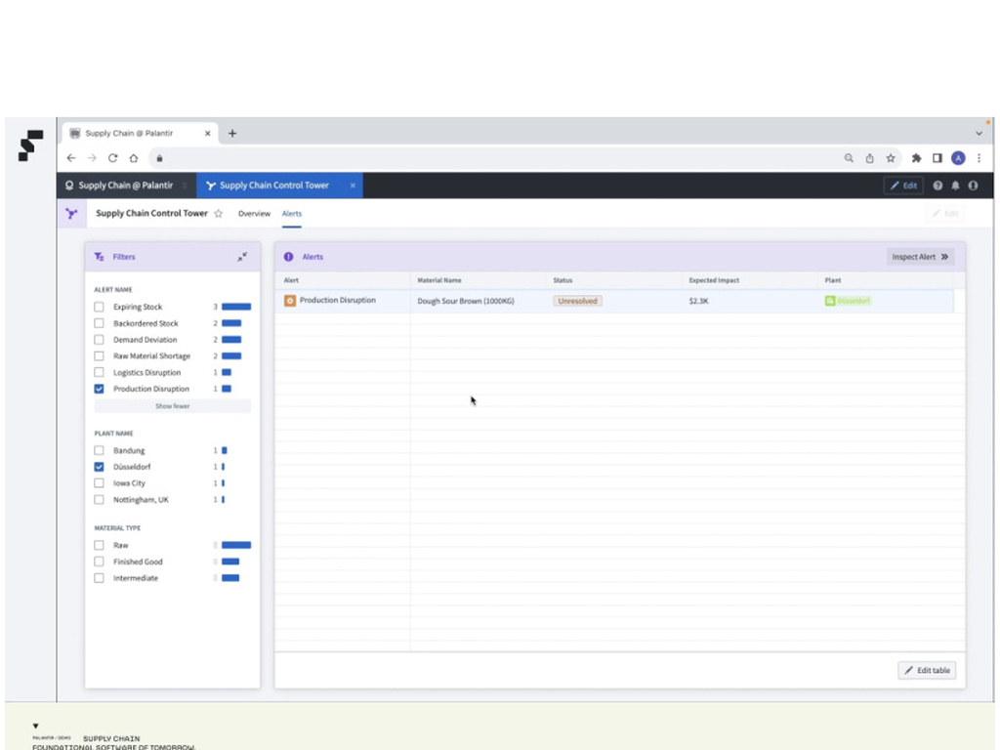 Supply Chain @ Palantir
Supply Chain @ Palantir
Supply Chain Control Tower
Edit
A
Supply Chain Control Tower
Overview
Alerts
Edit
Filters
ALERT NAME
Expiring Stock 3
Backordered Stock 2
Demand Deviation 2
Raw Material Shortage 2
Logistics Disruption 1
Production Disruption 1
Show fewer
PLANT NAME
Bandung 1
Düsseldorf 1
Iowa City 1
Nottingham, UK 1
MATERIAL TYPE
Raw
Finished Good
Intermediate
Alerts
Inspect Alert
Alert Material Name Status Expected Impact Plant
Production Disruption Dough Sour Brown (1000KG) Unresolved $2.3K Düsseldorf
Edit table
PALANTIR / DEMO SUPPLY CHAIN
FOUNDATIONAL SOFTWARE OF TOMORROW.